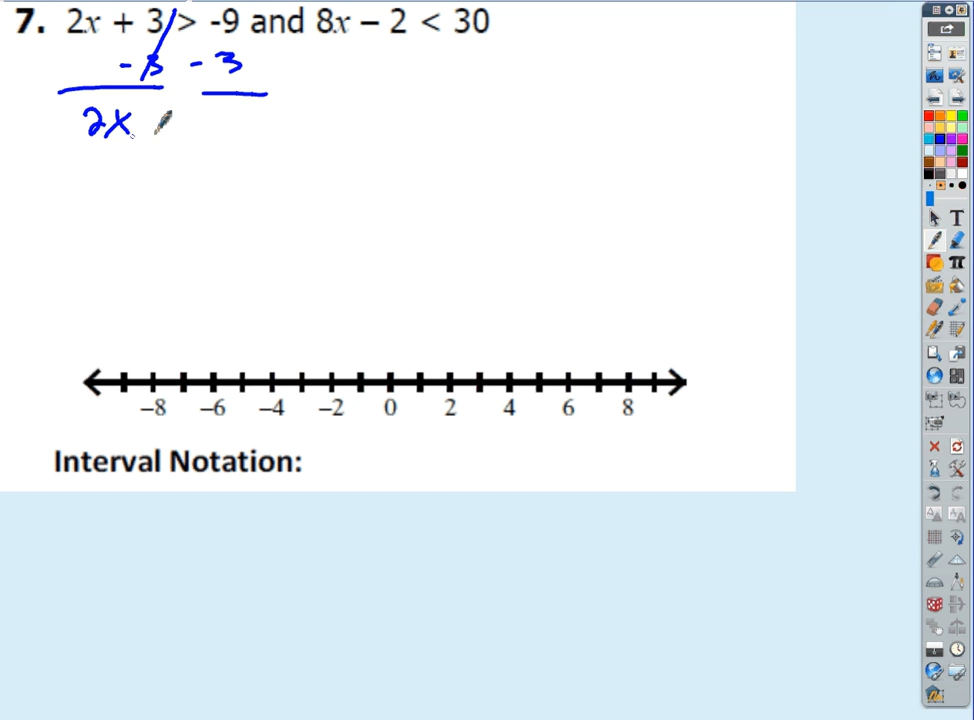 7. 2x + 3 > -9 and 8x – 2 < 30
-3 -3
2x
–8 –6 –4 –2 0 2 4 6 8
Interval Notation: